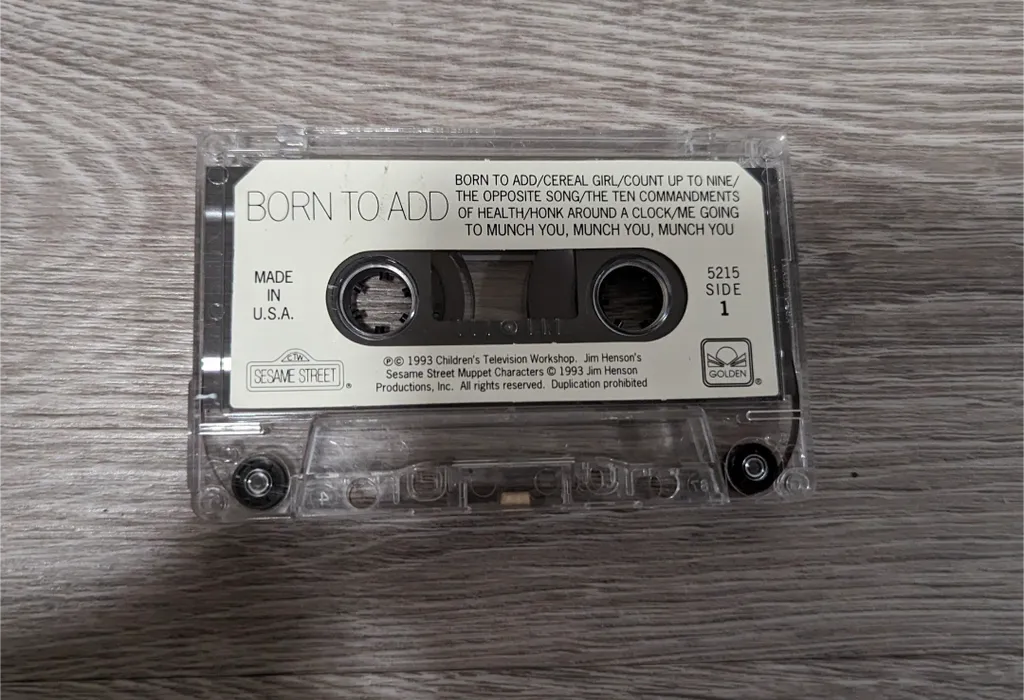 BORN TO ADD
BORN TO ADD/CEREAL GIRL/COUNT UP TO NINE/
THE OPPOSITE SONG/THE TEN COMMANDMENTS
OF HEALTH/HONK AROUND A CLOCK/ME GOING
TO MUNCH YOU, MUNCH YOU, MUNCH YOU
MADE
IN
U.S.A.
5215
SIDE
1
CTW
SESAME STREET®
℗© 1993 Children's Television Workshop. Jim Henson's
Sesame Street Muppet Characters © 1993 Jim Henson
Productions, Inc. All rights reserved. Duplication prohibited
GOLDEN®